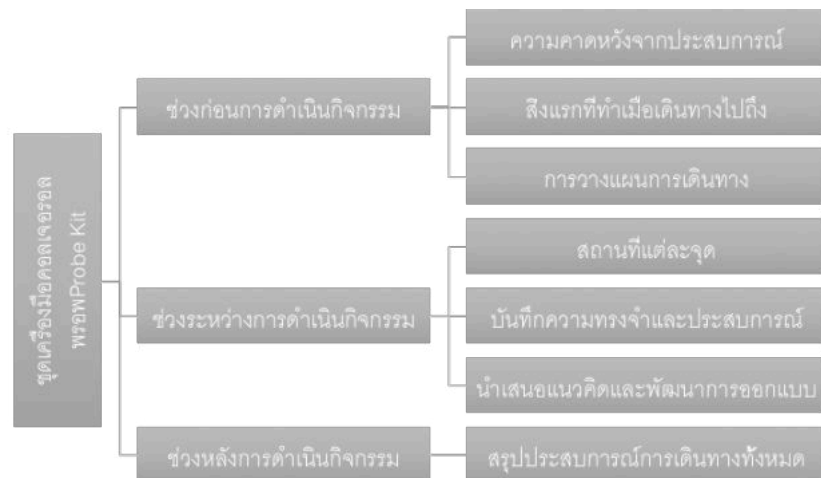 ชุดเครื่องมือคอลเจอรอล
พรอพProbe Kit
ช่วงก่อนการดำเนินกิจกรรม
ความคาดหวังจากประสบการณ์
สิ่งแรกที่ทำเมื่อเดินทางไปถึง
การวางแผนการเดินทาง
ช่วงระหว่างการดำเนินกิจกรรม
สถานที่แต่ละจุด
บันทึกความทรงจำและประสบการณ์
นำเสนอแนวคิดและพัฒนาการออกแบบ
ช่วงหลังการดำเนินกิจกรรม
สรุปประสบการณ์การเดินทางทั้งหมด